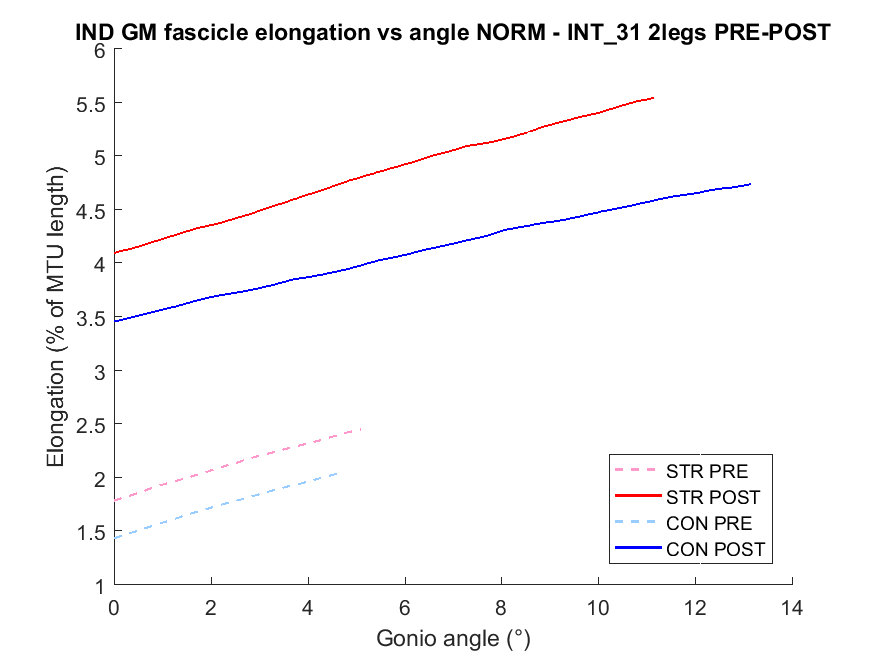 IND GM fascicle elongation vs angle NORM - INT_31 2legs PRE-POST
Elongation (% of MTU length)
6
5.5
5
4.5
4
3.5
3
2.5
2
1.5
1
0 2 4 6 8 10 12 14
Gonio angle (°)
STR PRE
STR POST
CON PRE
CON POST